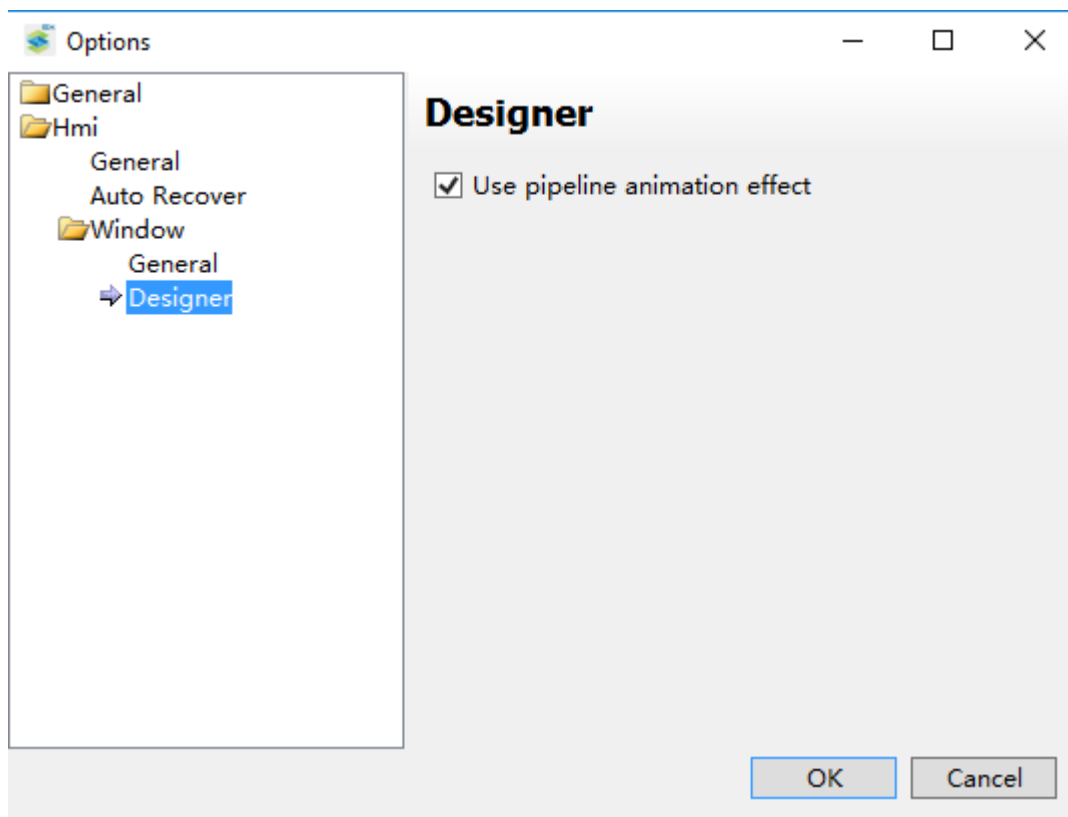 Options
General
Hmi
General
Auto Recover
Window
General
Designer
Designer
Use pipeline animation effect
OK
Cancel